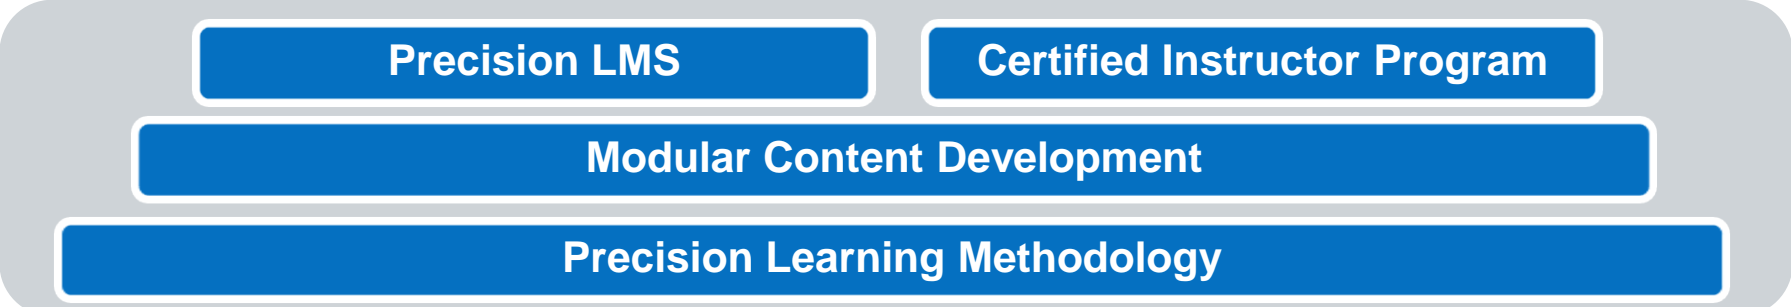 Precision LMS
Certified Instructor Program
Modular Content Development
Precision Learning Methodology